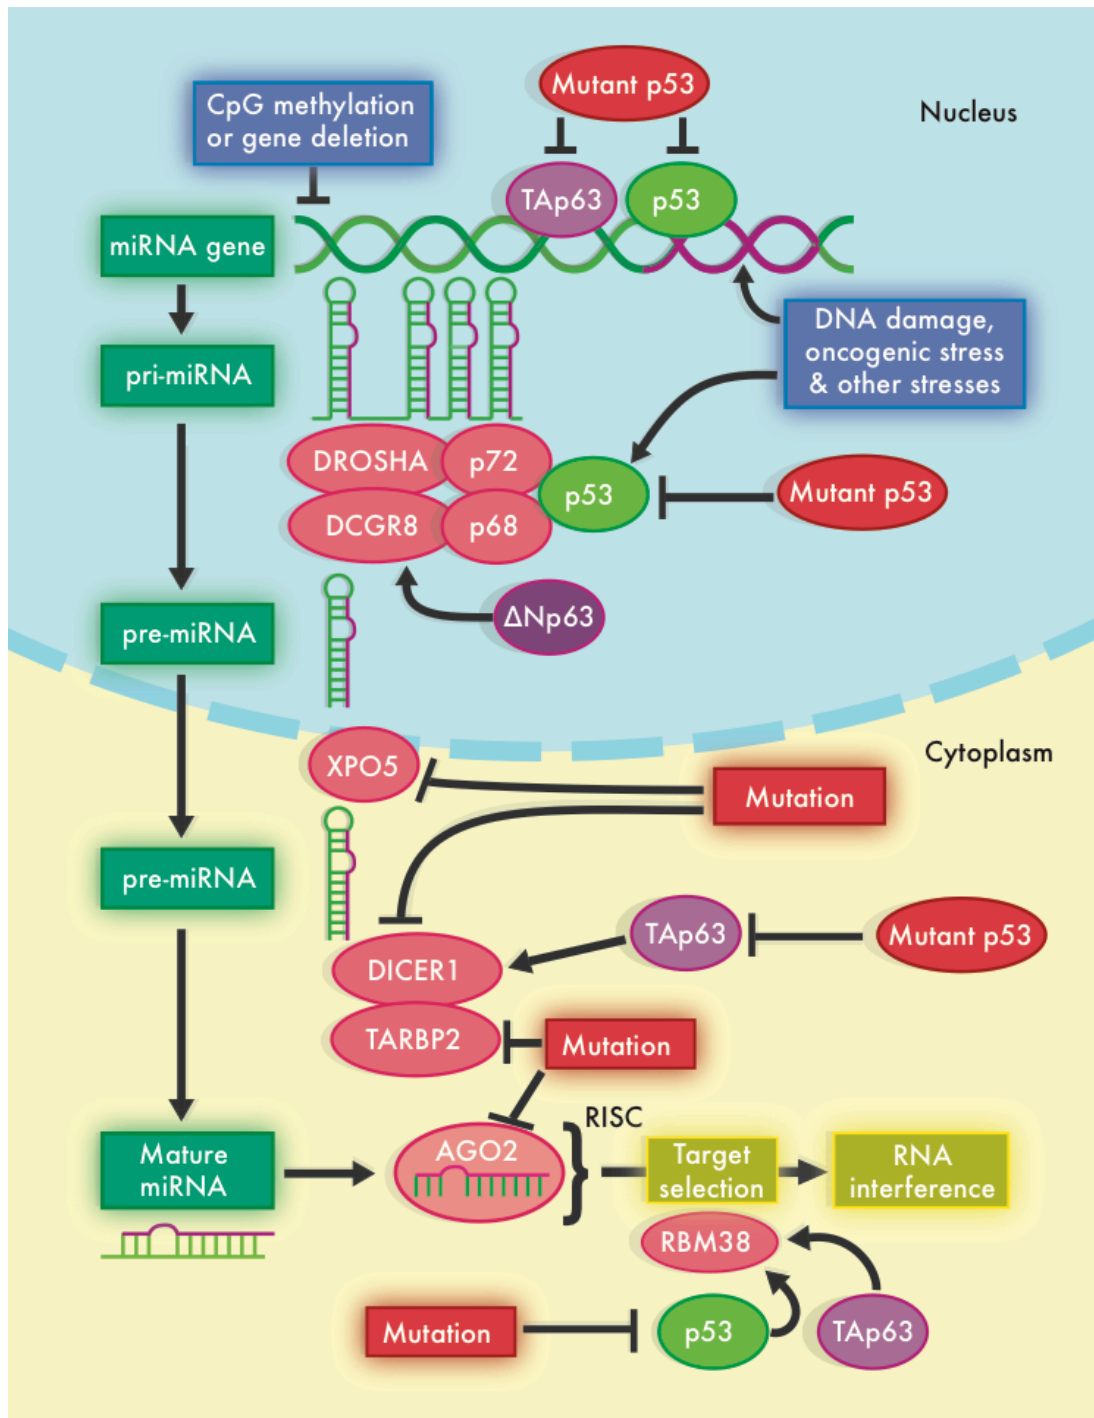 Mutant p53
Nucleus
CpG methylation
or gene deletion
TAp63
p53
miRNA gene
DNA damage,
oncogenic stress
& other stresses
pri-miRNA
DROSHA
p72
DCGR8
p68
p53
Mutant p53
ΔNp63
pre-miRNA
XPO5
Cytoplasm
Mutation
pre-miRNA
TAp63
Mutant p53
DICER1
TARBP2
Mutation
RISC
Mature
miRNA
AGO2
Target
selection
RNA
interference
RBM38
Mutation
p53
TAp63